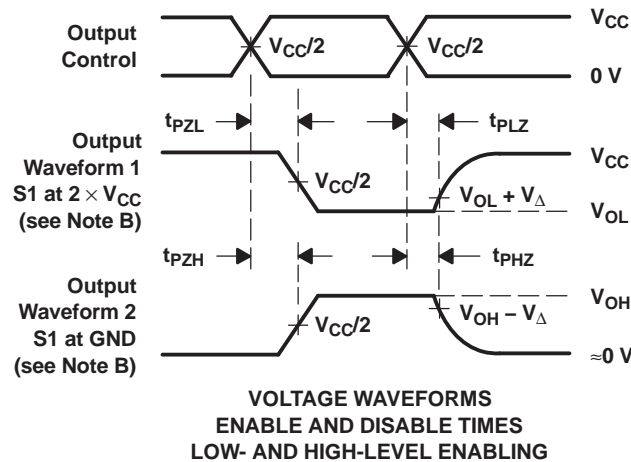 Output
Control
V_CC/2
V_CC/2
V_CC
0 V
t_PZL
t_PLZ
Output
Waveform 1
S1 at 2 × V_CC
(see Note B)
V_CC/2
V_OL + V_Δ
V_CC
V_OL
t_PZH
t_PHZ
Output
Waveform 2
S1 at GND
(see Note B)
V_CC/2
V_OH – V_Δ
V_OH
≈0 V
VOLTAGE WAVEFORMS
ENABLE AND DISABLE TIMES
LOW- AND HIGH-LEVEL ENABLING